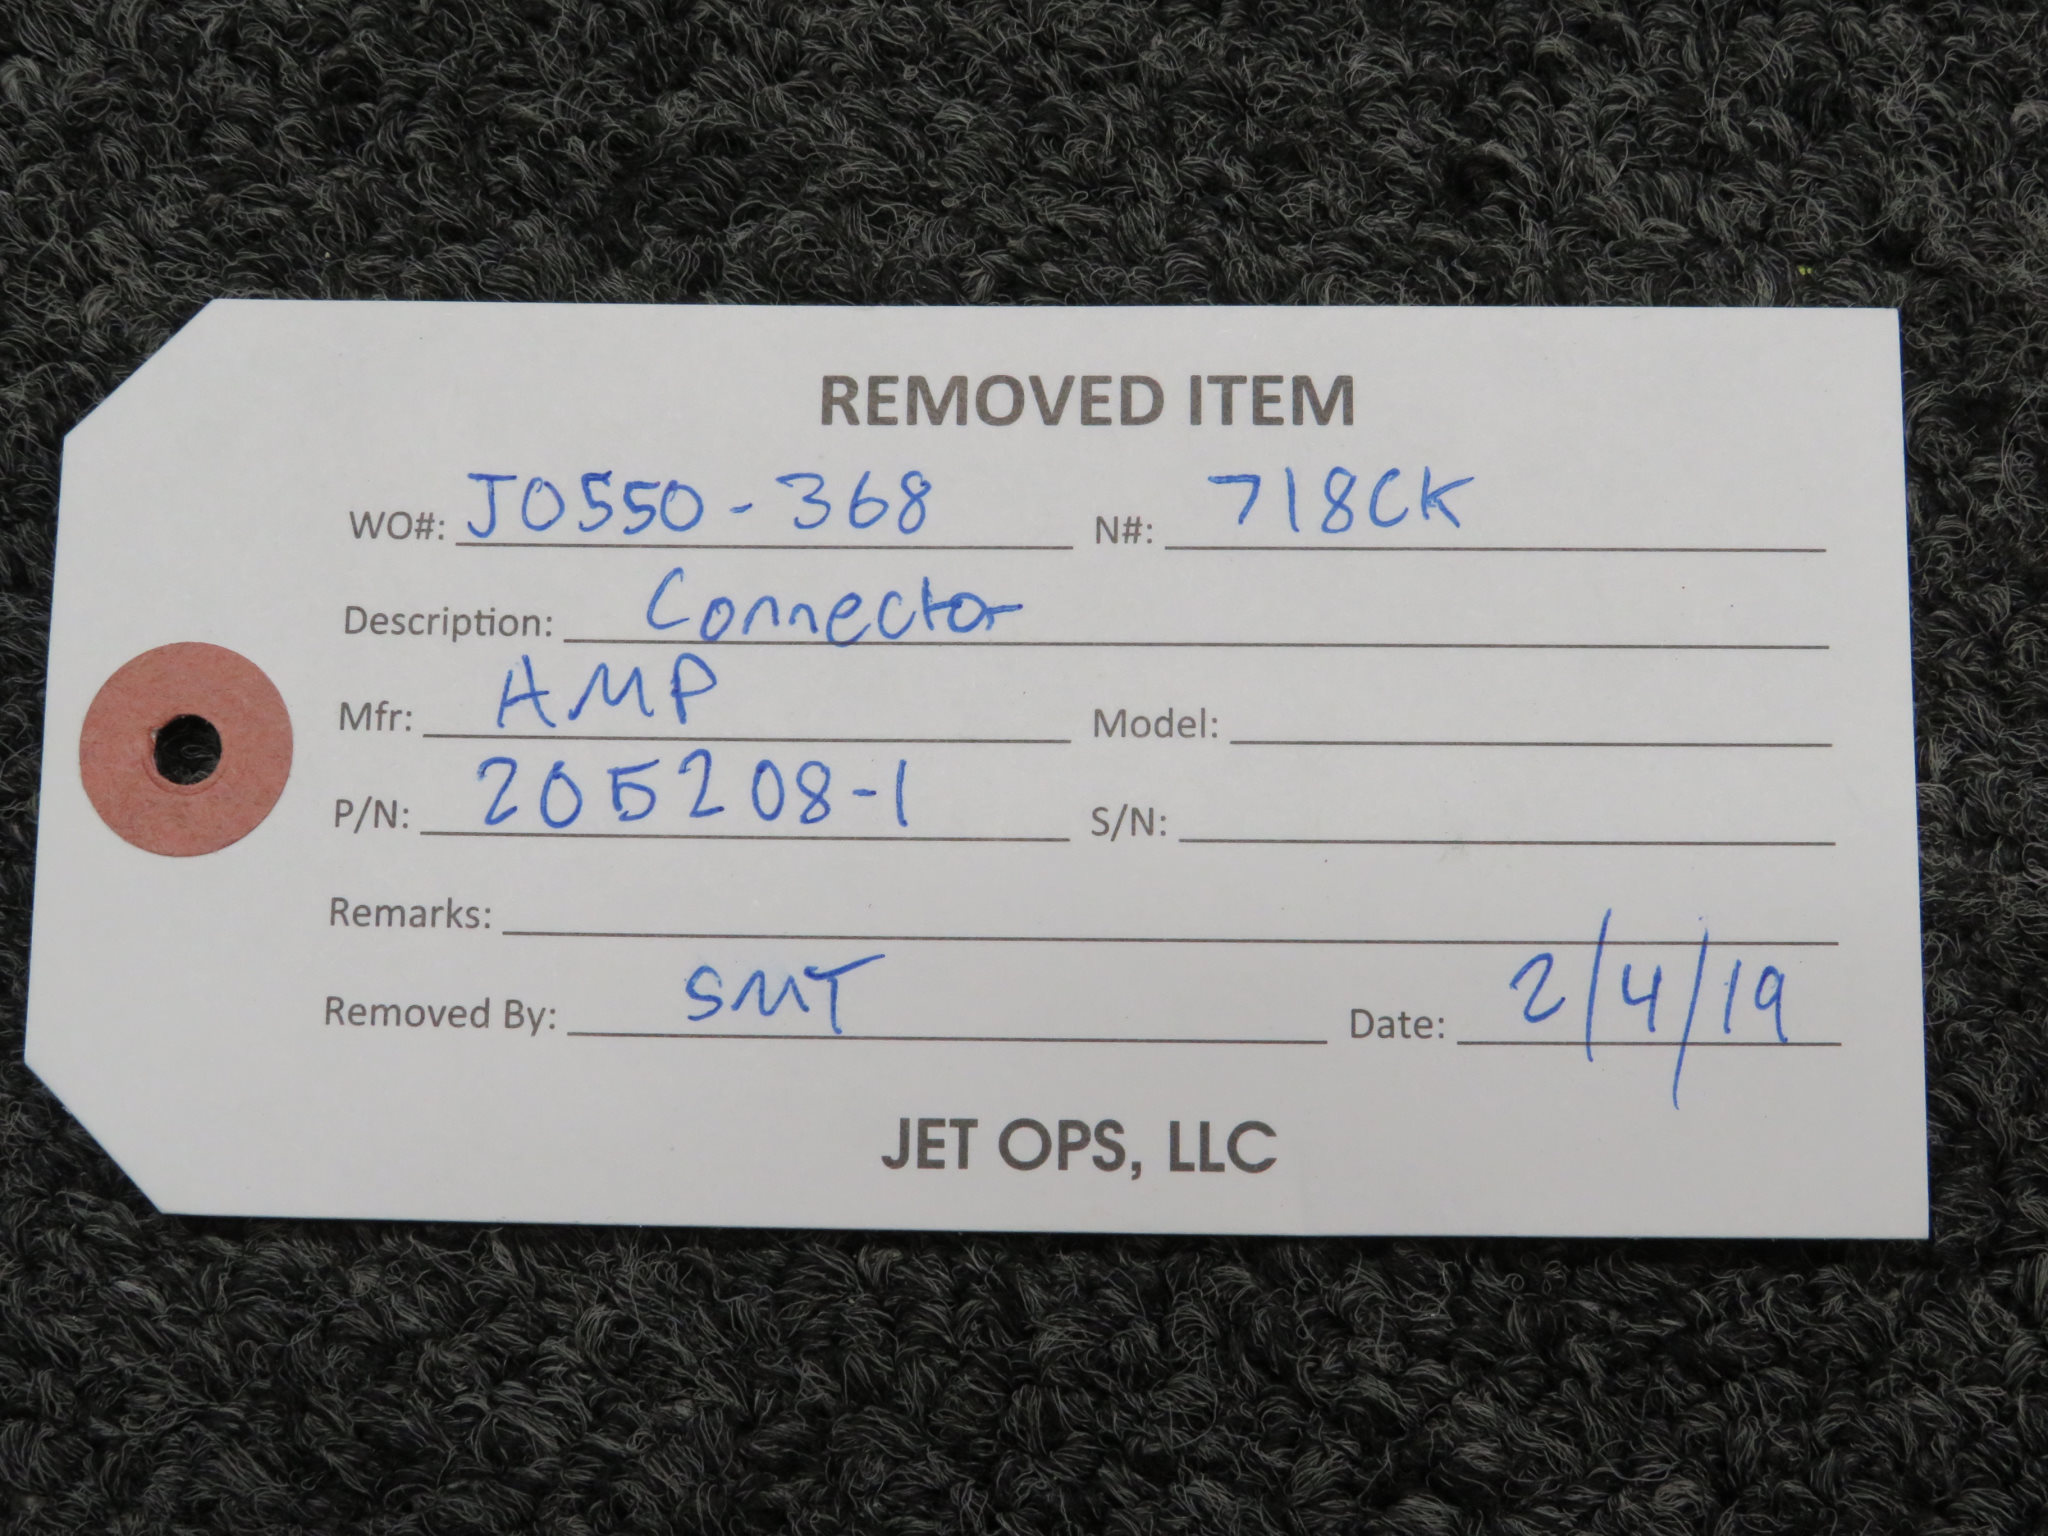 REMOVED ITEM
WO#: JO550-368 N#: 718CK
Description: Connector
Mfr: AMP Model:
P/N: 205208-1 S/N:
Remarks:
Removed By: SMT Date: 2/4/19
JET OPS, LLC